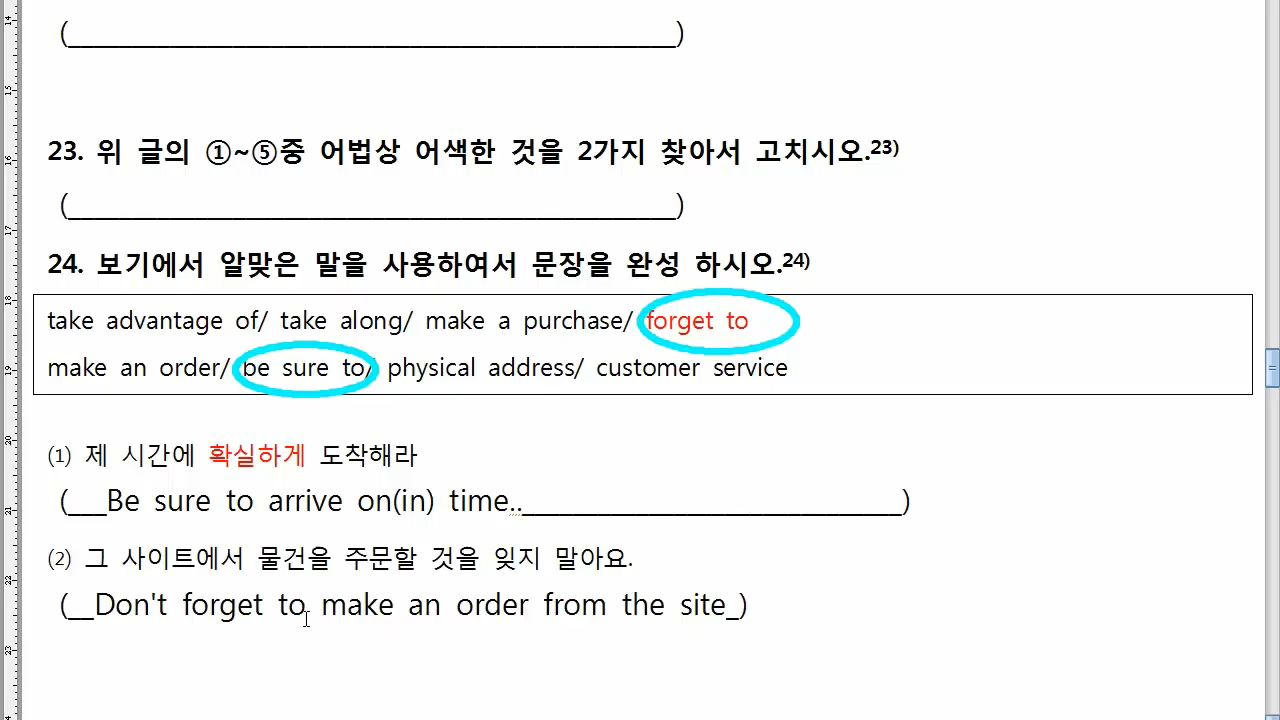 (___________________________________________)
23. 위 글의 ①~⑤중 어법상 어색한 것을 2가지 찾아서 고치시오.23)
(___________________________________________)
24. 보기에서 알맞은 말을 사용하여서 문장을 완성 하시오.24)
take advantage of/ take along/ make a purchase/ forget to
make an order/ be sure to/ physical address/ customer service
(1) 제 시간에 확실하게 도착해라
(___Be sure to arrive on(in) time..___________________________)
(2) 그 사이트에서 물건을 주문할 것을 잊지 말아요.
(__Don't forget to make an order from the site_)